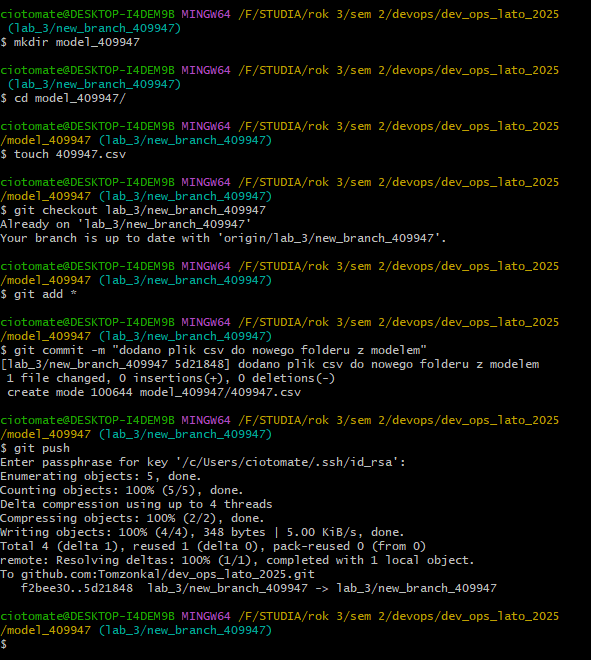 ciotomate@DESKTOP-I4DEM9B MINGW64 /F/STUDIA/rok 3/sem 2/devops/dev_ops_lato_2025
 (lab_3/new_branch_409947)
$ mkdir model_409947

ciotomate@DESKTOP-I4DEM9B MINGW64 /F/STUDIA/rok 3/sem 2/devops/dev_ops_lato_2025
 (lab_3/new_branch_409947)
$ cd model_409947/

ciotomate@DESKTOP-I4DEM9B MINGW64 /F/STUDIA/rok 3/sem 2/devops/dev_ops_lato_2025
/model_409947 (lab_3/new_branch_409947)
$ touch 409947.csv

ciotomate@DESKTOP-I4DEM9B MINGW64 /F/STUDIA/rok 3/sem 2/devops/dev_ops_lato_2025
/model_409947 (lab_3/new_branch_409947)
$ git checkout lab_3/new_branch_409947
Already on 'lab_3/new_branch_409947'
Your branch is up to date with 'origin/lab_3/new_branch_409947'.

ciotomate@DESKTOP-I4DEM9B MINGW64 /F/STUDIA/rok 3/sem 2/devops/dev_ops_lato_2025
/model_409947 (lab_3/new_branch_409947)
$ git add *

ciotomate@DESKTOP-I4DEM9B MINGW64 /F/STUDIA/rok 3/sem 2/devops/dev_ops_lato_2025
/model_409947 (lab_3/new_branch_409947)
$ git commit -m "dodano plik csv do nowego folderu z modelem"
[lab_3/new_branch_409947 5d21848] dodano plik csv do nowego folderu z modelem
 1 file changed, 0 insertions(+), 0 deletions(-)
 create mode 100644 model_409947/409947.csv

ciotomate@DESKTOP-I4DEM9B MINGW64 /F/STUDIA/rok 3/sem 2/devops/dev_ops_lato_2025
/model_409947 (lab_3/new_branch_409947)
$ git push
Enter passphrase for key '/c/Users/ciotomate/.ssh/id_rsa':
Enumerating objects: 5, done.
Counting objects: 100% (5/5), done.
Delta compression using up to 4 threads
Compressing objects: 100% (2/2), done.
Writing objects: 100% (4/4), 348 bytes | 5.00 KiB/s, done.
Total 4 (delta 1), reused 1 (delta 0), pack-reused 0 (from 0)
remote: Resolving deltas: 100% (1/1), completed with 1 local object.
To github.com:Tomzonkal/dev_ops_lato_2025.git
   f2bee30..5d21848  lab_3/new_branch_409947 -> lab_3/new_branch_409947

ciotomate@DESKTOP-I4DEM9B MINGW64 /F/STUDIA/rok 3/sem 2/devops/dev_ops_lato_2025
/model_409947 (lab_3/new_branch_409947)
$